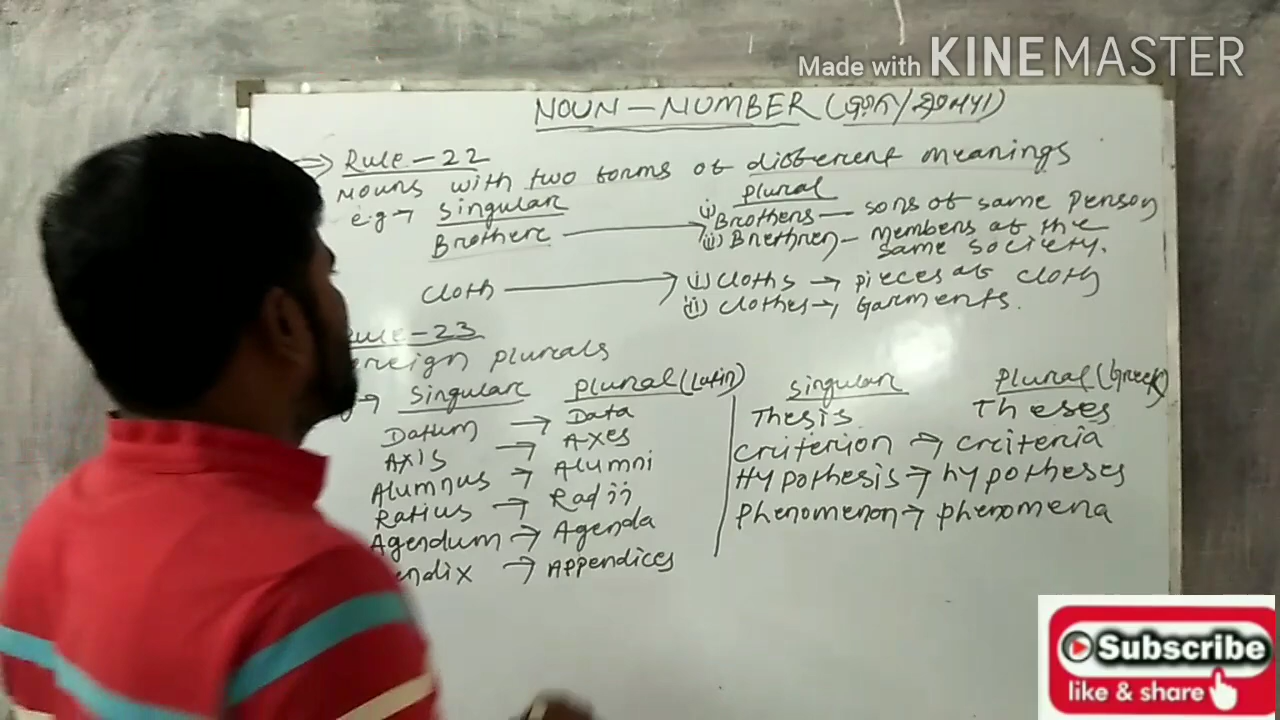 Made with KINEMASTER
NOUN - NUMBER
⇒ Rule-22
Nouns with two forms of different meanings
e.g → Singular Plural
Brother → i) Brothers — sons of same person
ii) Brethren — members of the same society.
Cloth → i) Cloths → pieces of cloth
ii) Clothes → Garments.
Rule-23
oreign plurals
Singular Plural (Latin)
Datum → Data
Axis → Axes
Alumnus → Alumni
Ratius → Radii
Agendum → Agenda
endix → Appendices
Singular Plural (Greek)
Thesis Theses
Criterion → criteria
Hypothesis → hypotheses
Phenomenon → phenomena
Subscribe
like & share